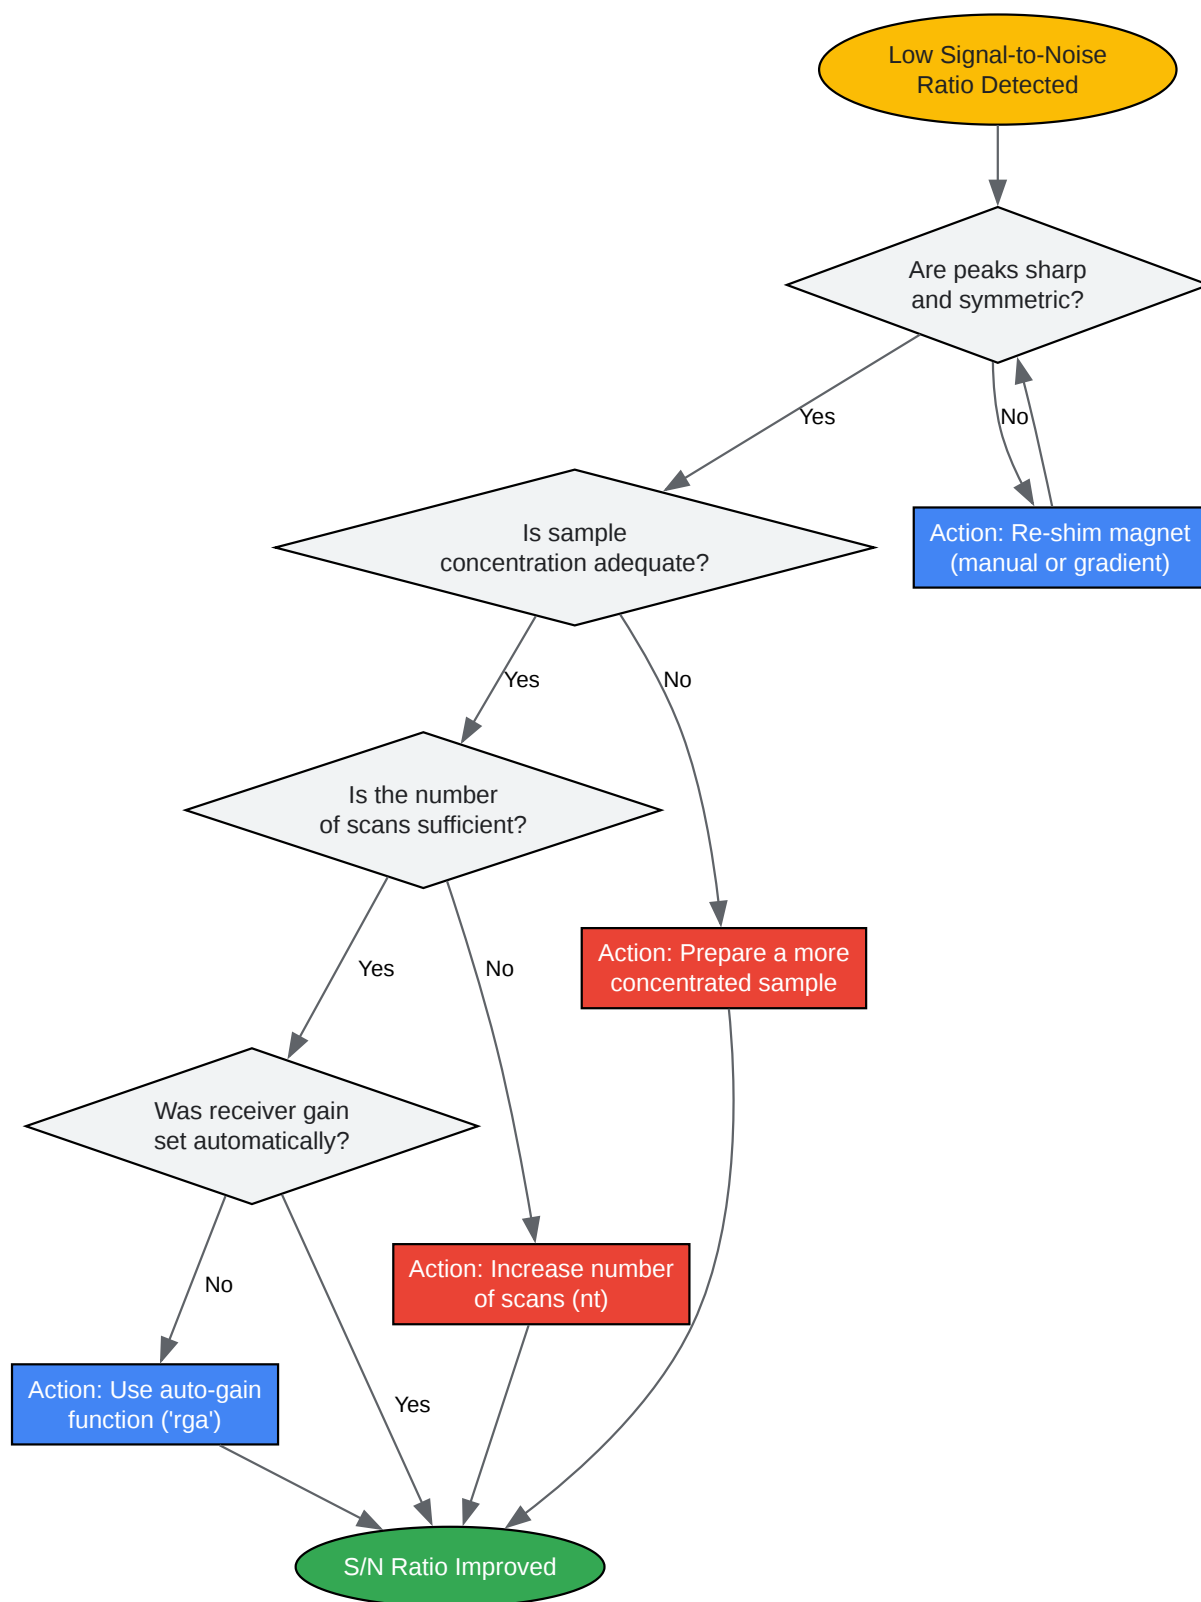 Low Signal-to-Noise
Ratio Detected
Are peaks sharp
and symmetric?
Yes
No
Is sample
concentration adequate?
Action: Re-shim magnet
(manual or gradient)
Yes
No
Is the number
of scans sufficient?
Yes
No
Action: Prepare a more
concentrated sample
Was receiver gain
set automatically?
No
Action: Increase number
of scans (nt)
Action: Use auto-gain
function ('rga')
Yes
S/N Ratio Improved